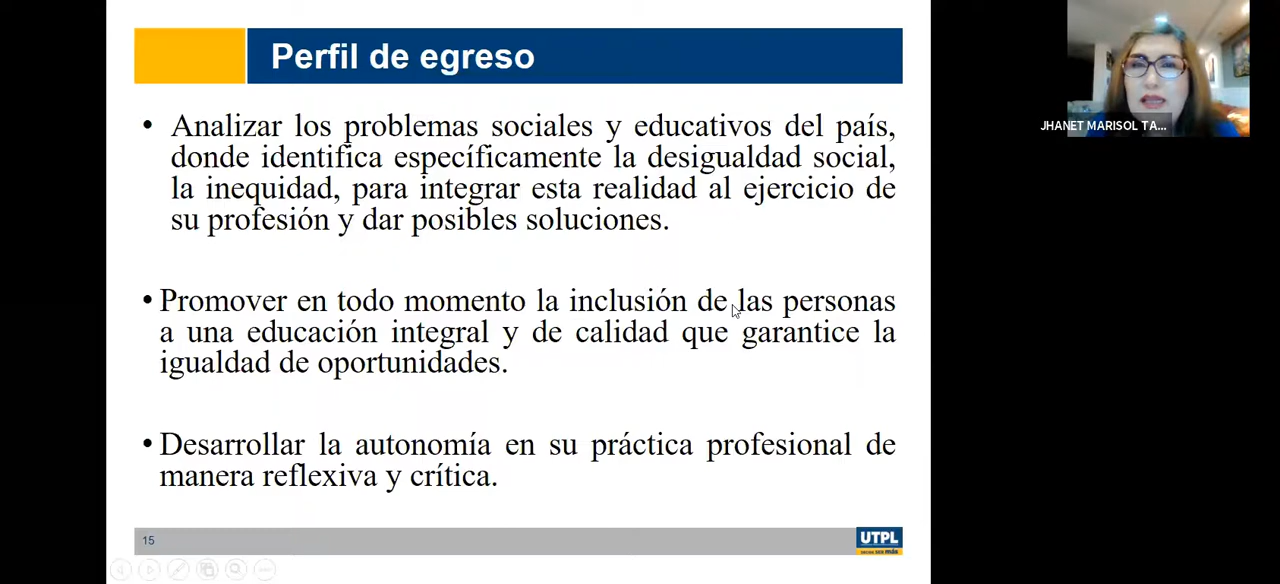 Perfil de egreso
JHANET MARISOL TA...
• Analizar los problemas sociales y educativos del país,
donde identifica específicamente la desigualdad social,
la inequidad, para integrar esta realidad al ejercicio de
su profesión y dar posibles soluciones.
• Promover en todo momento la inclusión de las personas
a una educación integral y de calidad que garantice la
igualdad de oportunidades.
• Desarrollar la autonomía en su práctica profesional de
manera reflexiva y crítica.
15
UTPL